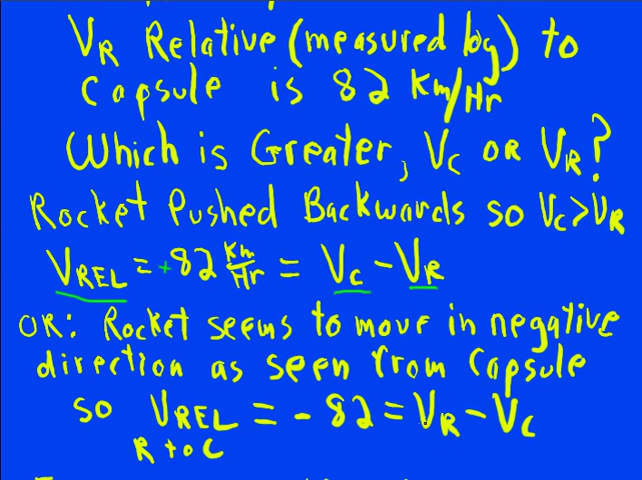 VR Relative (measured by) to
Capsule is 82 Km/Hr
Which is Greater, VC OR VR?
Rocket Pushed Backwards so VC>VR
VREL = +82 Km/Hr = VC - VR
OR: Rocket seems to move in negative
direction as seen from Capsule
so VREL = - 82 = VR - VC
R to C